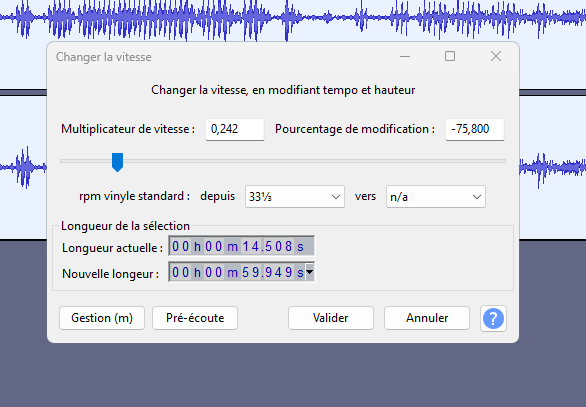 Changer la vitesse
Changer la vitesse, en modifiant tempo et hauteur
Multiplicateur de vitesse : 0,242 Pourcentage de modification : -75,800
rpm vinyle standard : depuis 33⅓ vers n/a
Longueur de la sélection
Longueur actuelle : 00 h 00 m 14.508 s
Nouvelle longeur : 00 h 00 m 59.949 s
Gestion (m) Pré-écoute Valider Annuler ?